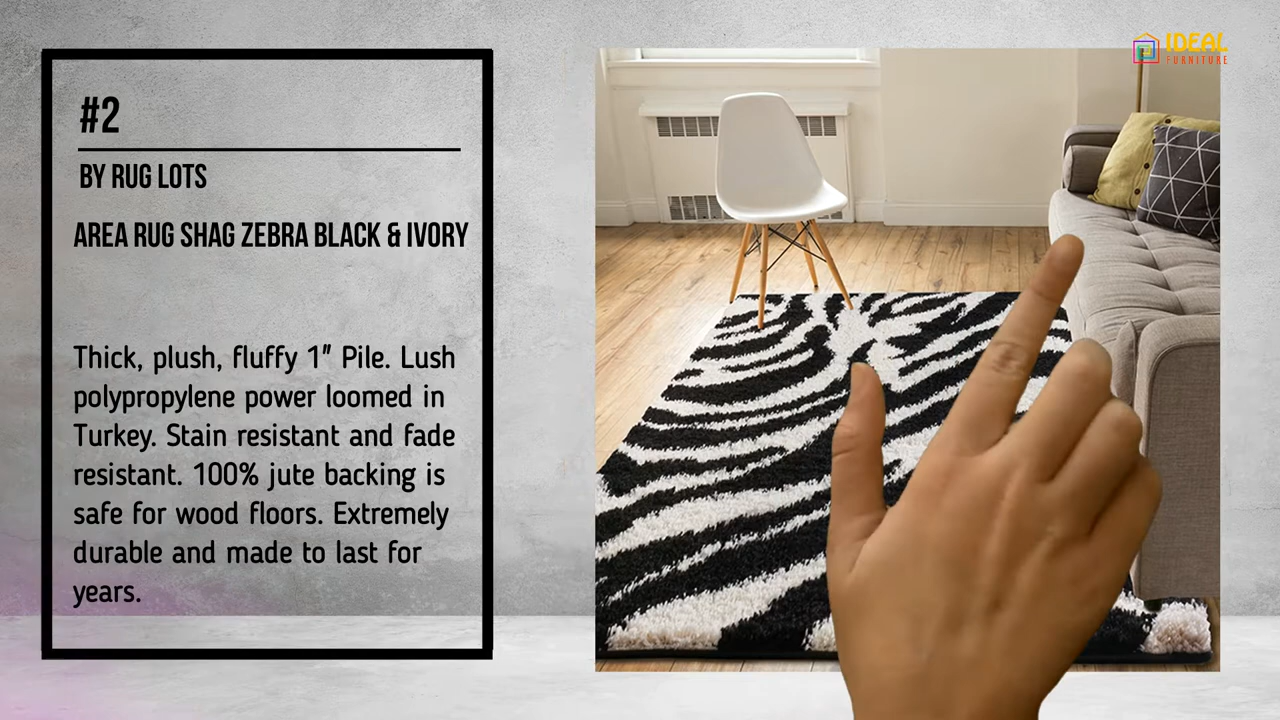 IDEAL
FURNITURE
#2
BY RUG LOTS
AREA RUG SHAG ZEBRA BLACK & IVORY
Thick, plush, fluffy 1" Pile. Lush
polypropylene power loomed in
Turkey. Stain resistant and fade
resistant. 100% jute backing is
safe for wood floors. Extremely
durable and made to last for
years.